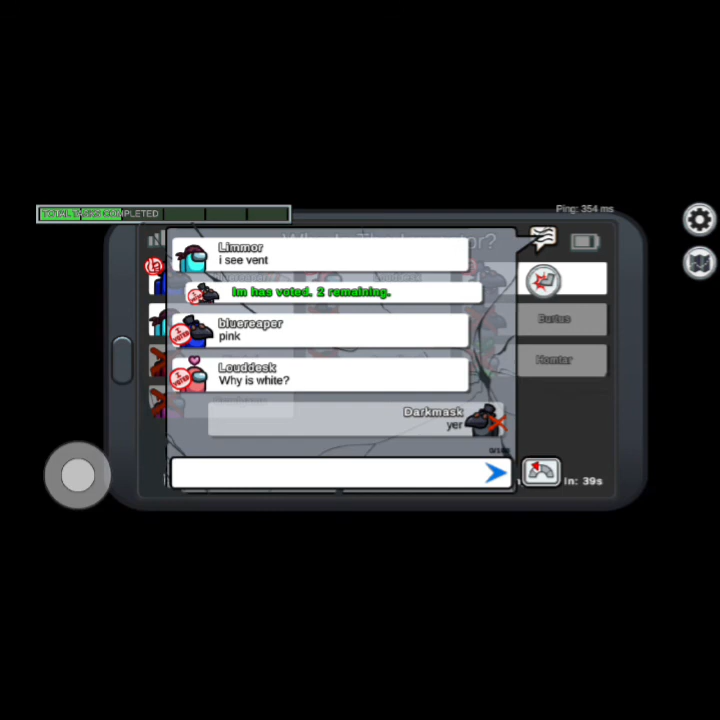 Ping: 354 ms
TOTAL TASKS COMPLETED
Limmor
i see vent
Im has voted. 2 remaining.
bluereaper
pink
Louddesk
Why is white?
Darkmask
yer
Homtar
In: 39s